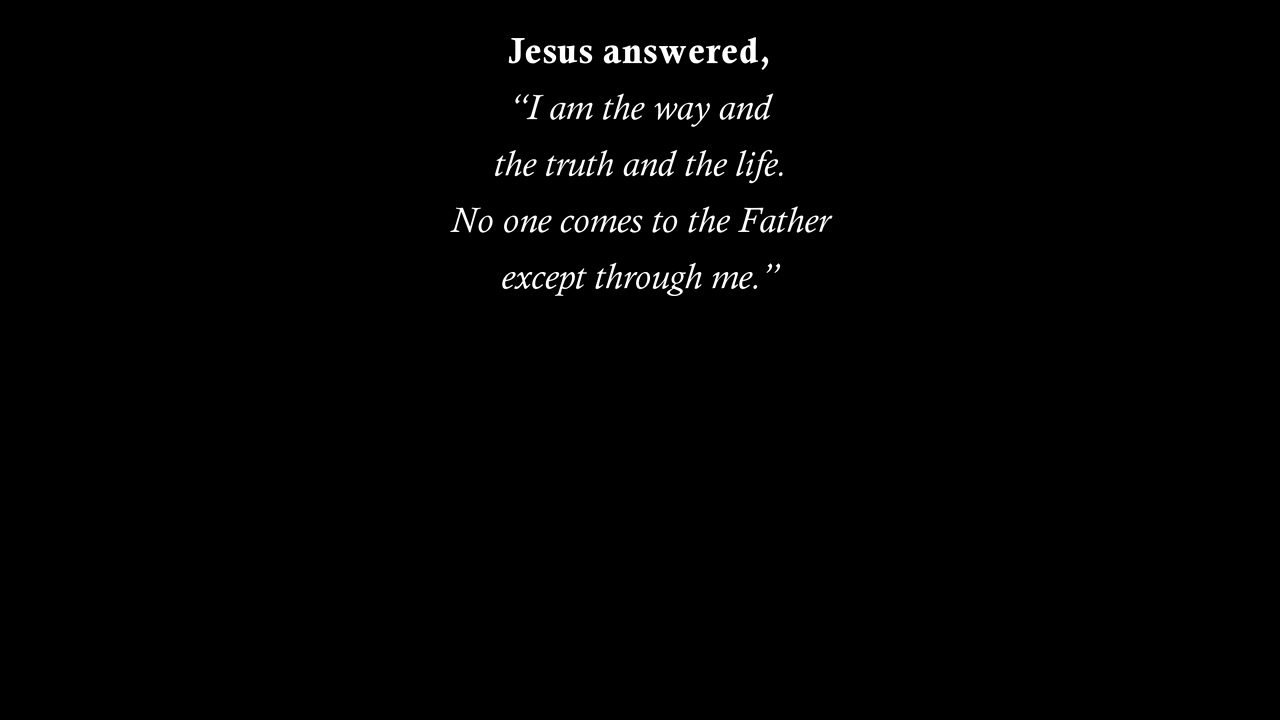 Jesus answered,
“I am the way and
the truth and the life.
No one comes to the Father
except through me.”